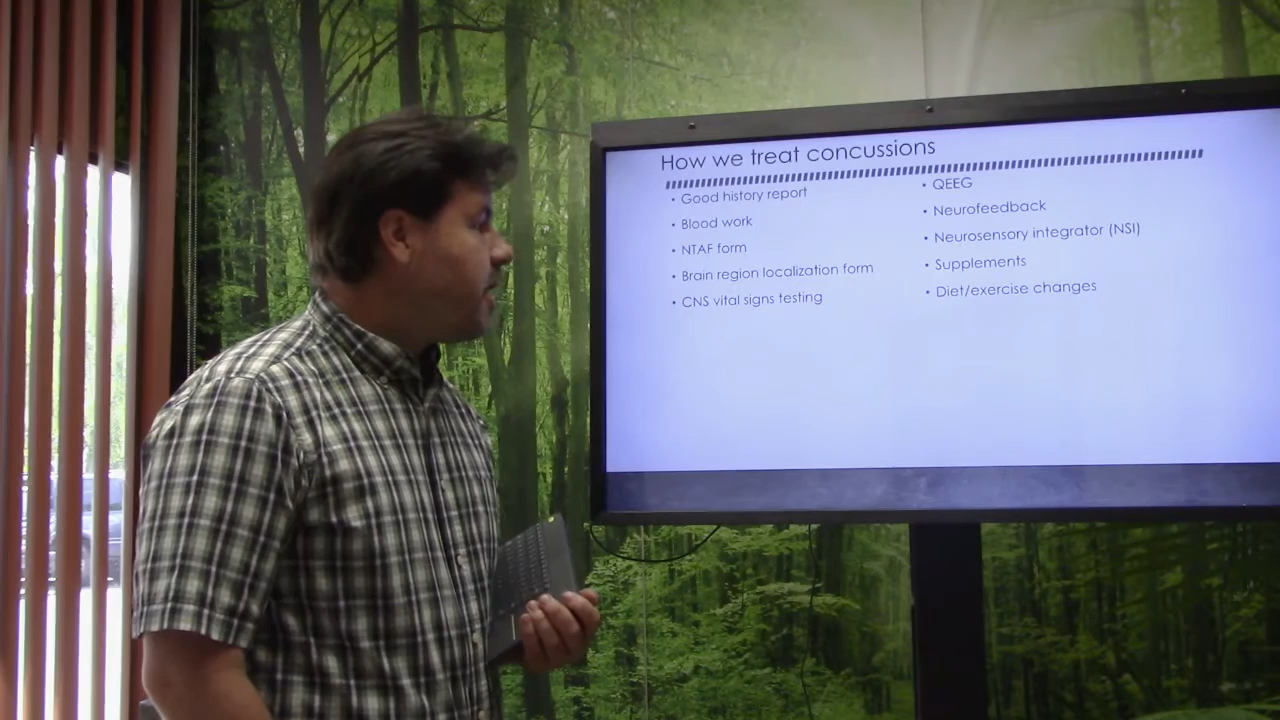 How we treat concussions
• Good history report
• Blood work
• NTAF form
• Brain region localization form
• CNS vital signs testing
• QEEG
• Neurofeedback
• Neurosensory integrator (NSI)
• Supplements
• Diet/exercise changes